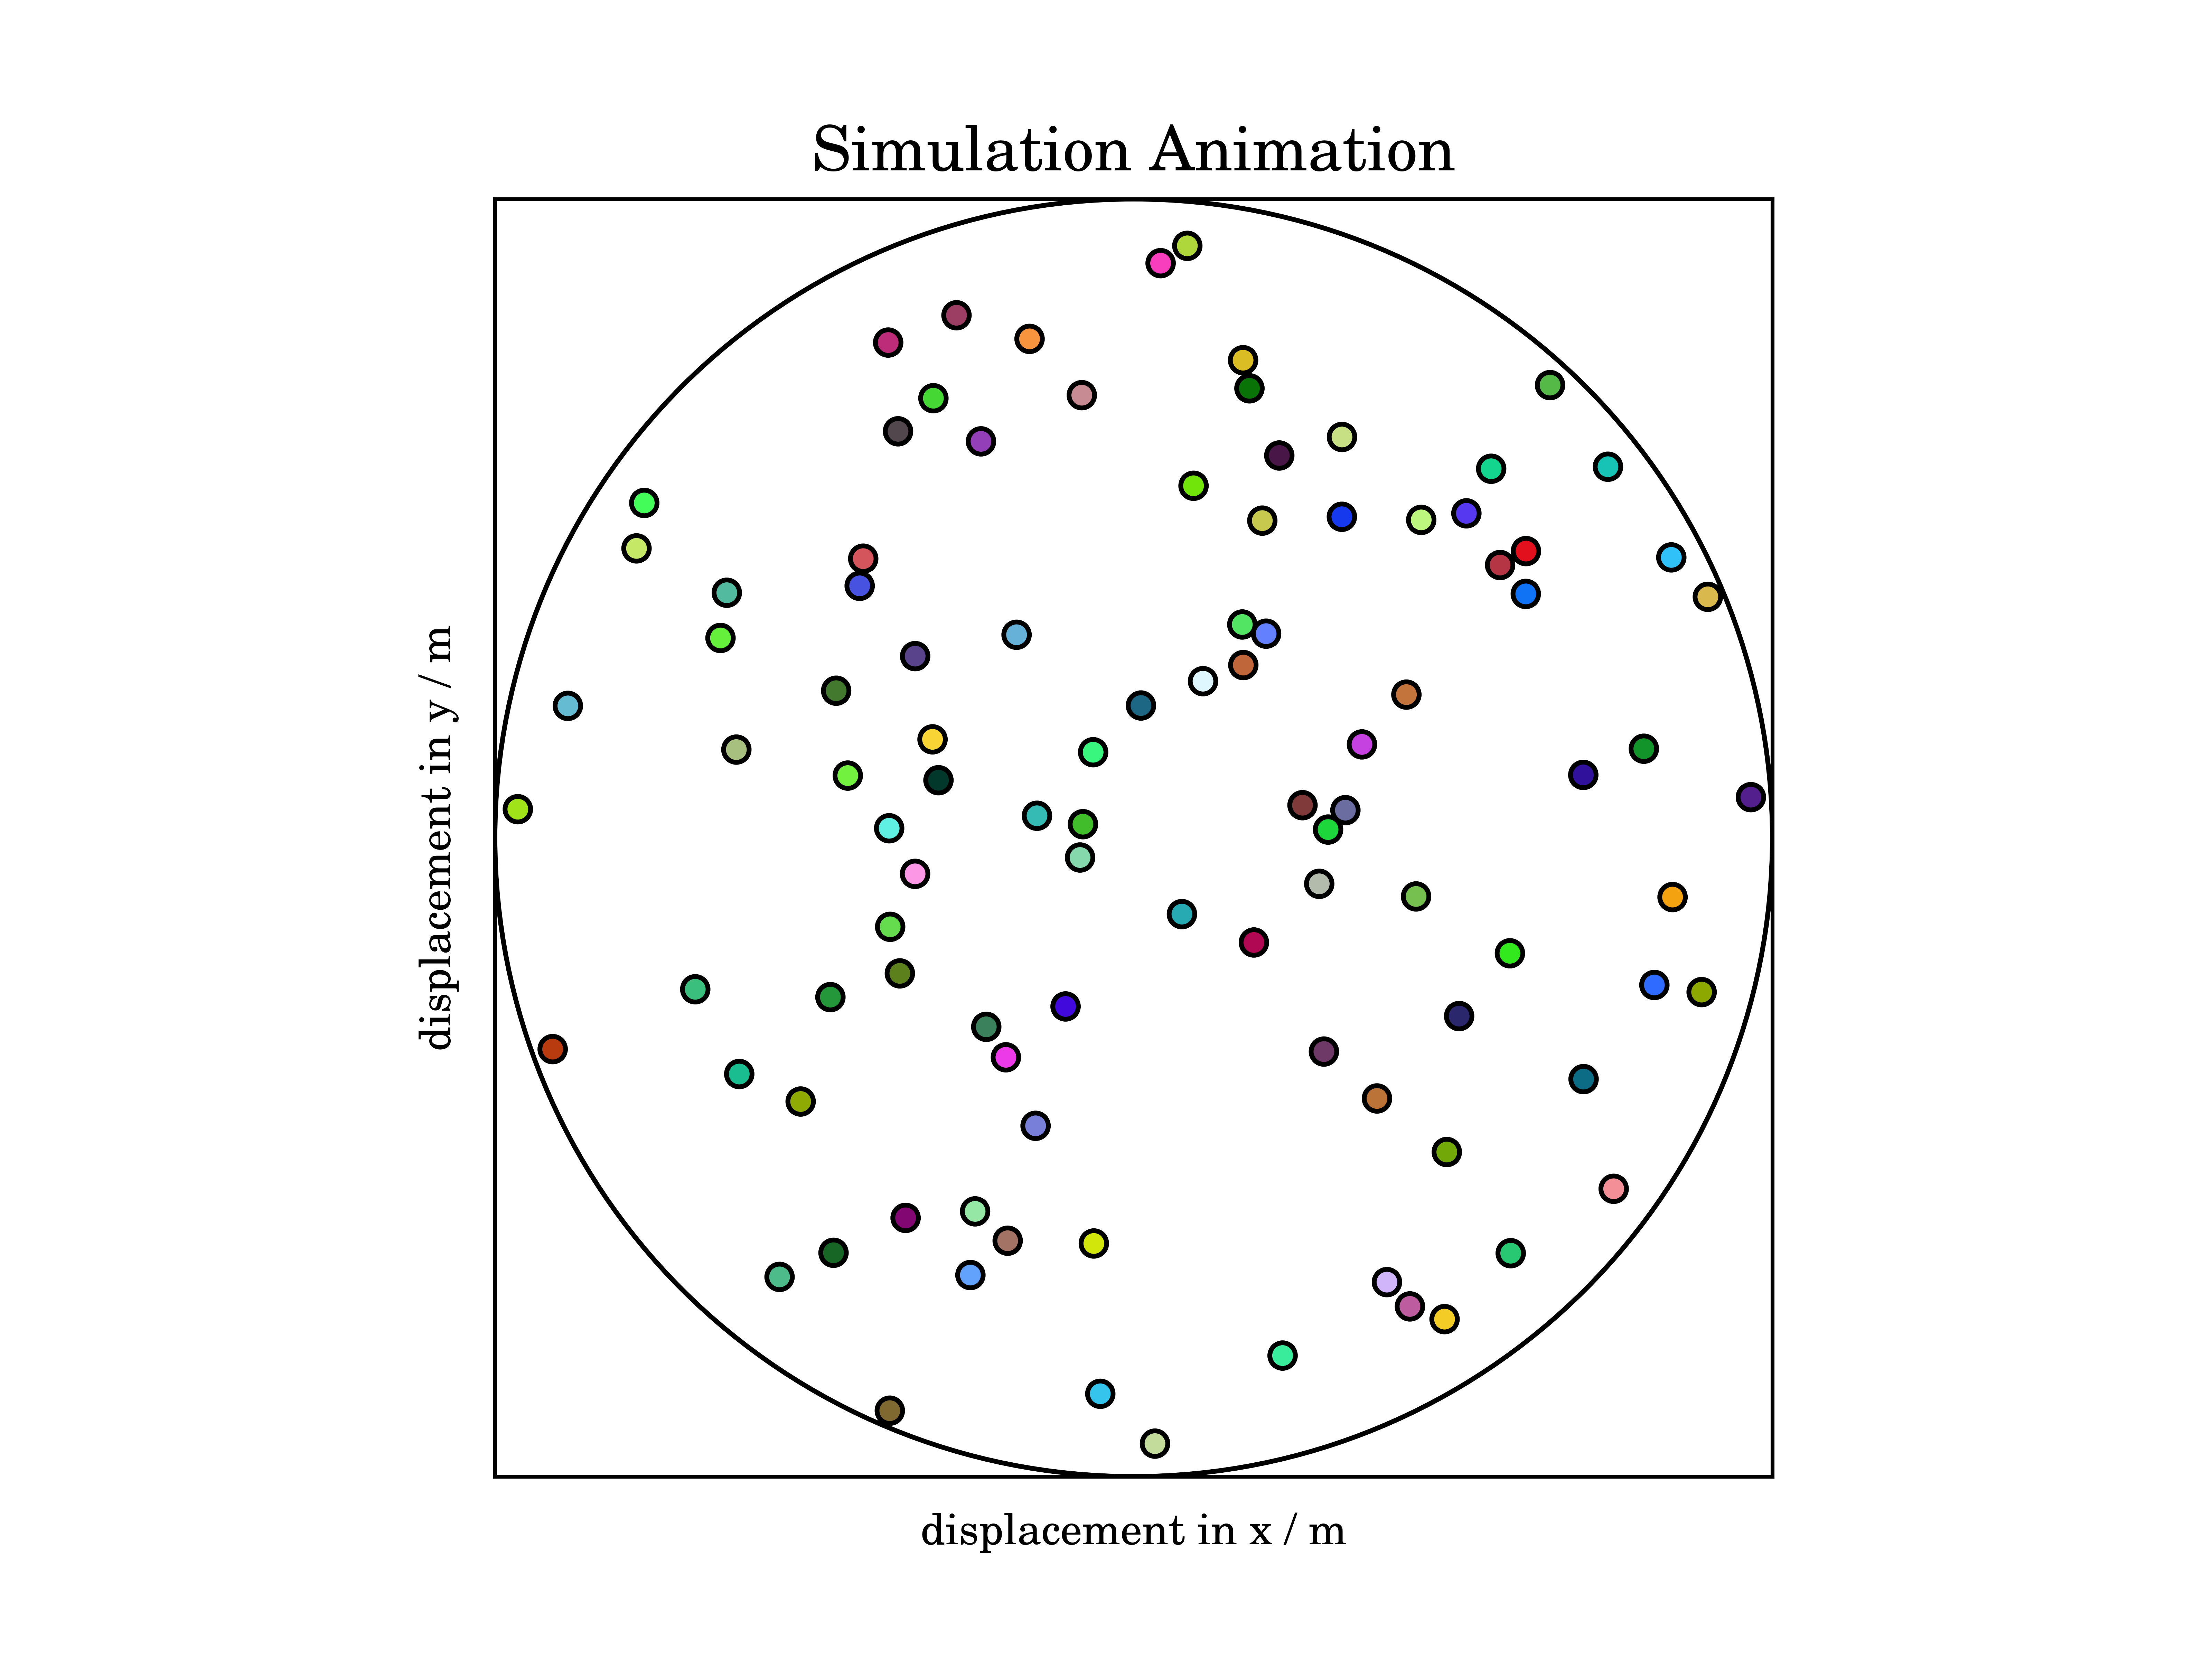 Simulation Animation
displacement in y / m
displacement in x / m